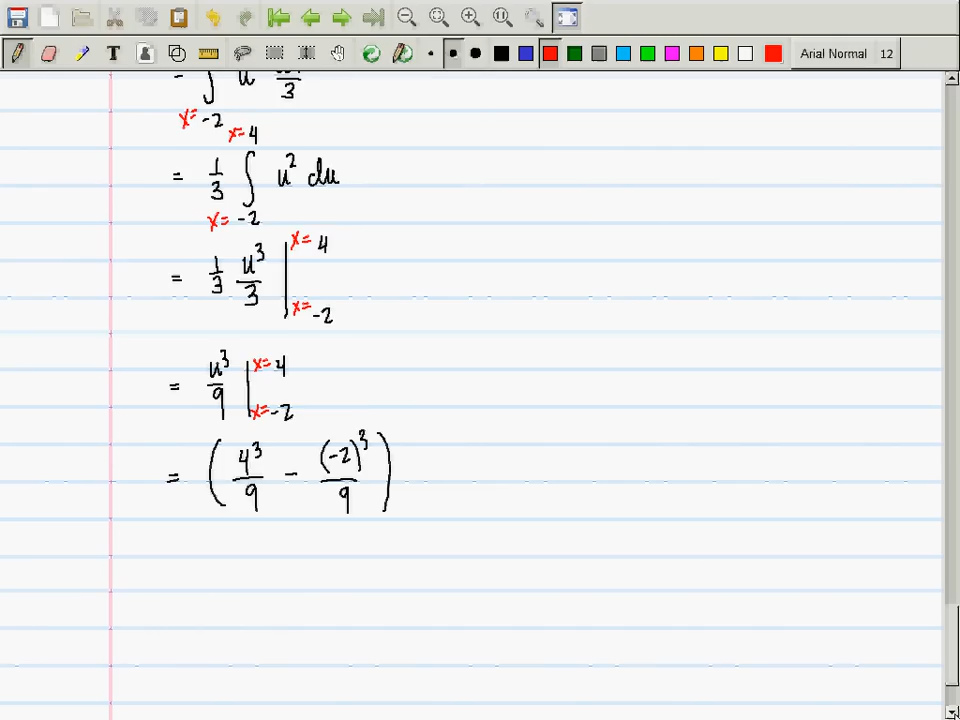 T
Arial Normal 12
= ∫ u
3
x= -2
x= 4
= 1/3 ∫ u² du
x= -2
x= 4
= 1/3 u³/3
x= -2
x= 4
= u³/9
x= -2
= ( 4³/9 - (-2)³/9 )